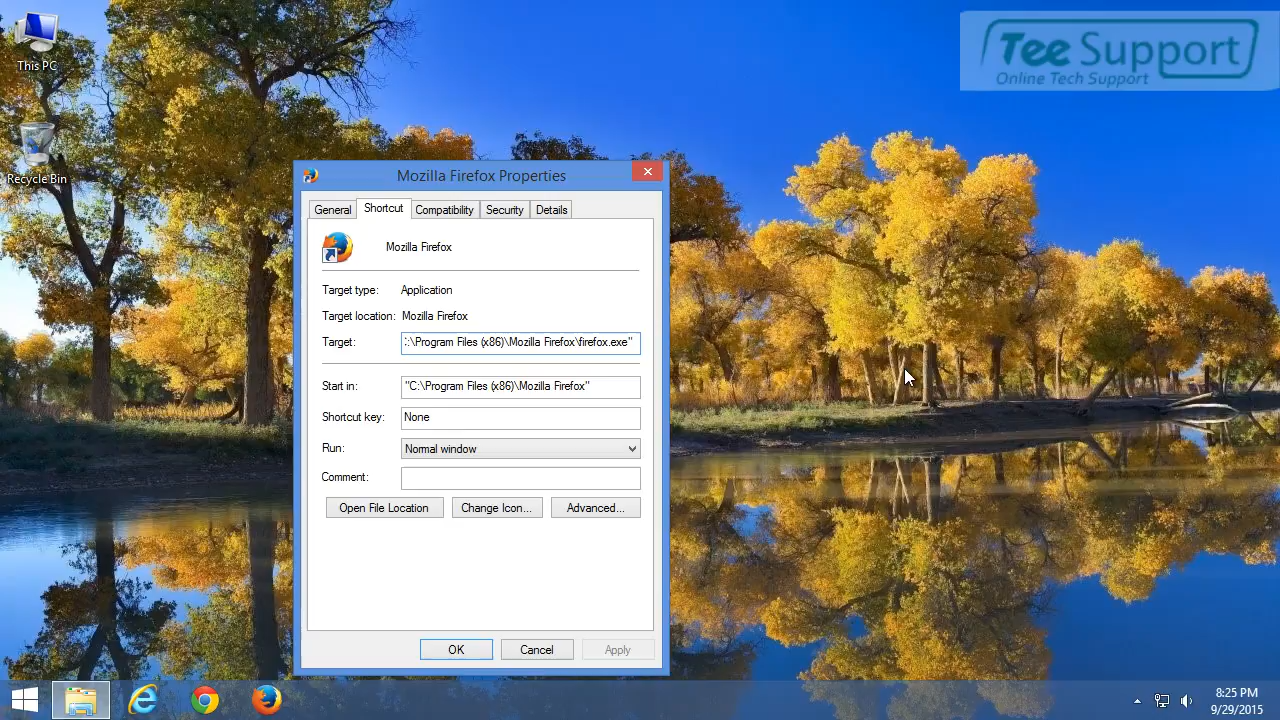 This PC
Recycle Bin
Tee Support
Online Tech Support
Mozilla Firefox Properties
General Shortcut Compatibility Security Details
Mozilla Firefox
Target type: Application
Target location: Mozilla Firefox
Target: :\Program Files (x86)\Mozilla Firefox\firefox.exe"
Start in: "C:\Program Files (x86)\Mozilla Firefox"
Shortcut key: None
Run: Normal window
Comment:
Open File Location Change Icon... Advanced...
OK Cancel Apply
8:25 PM
9/29/2015